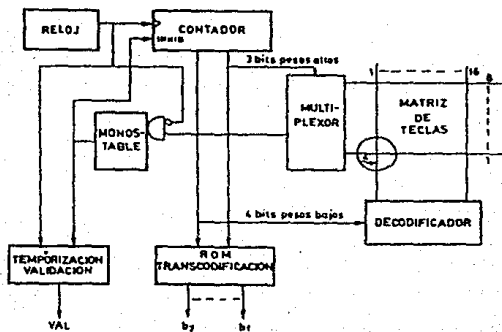 RELOJ
CONTADOR
INHIB
3 bits pesos altos
1
16
8
MULTI-
PLEXOR
MATRIZ
DE
TECLAS
MONOS-
TABLE
4 bits pesos bajos
DECODIFICADOR
TEMPORIZACION
VALIDACION
ROM
TRANSCODIFICACION
VAL
b7
b1